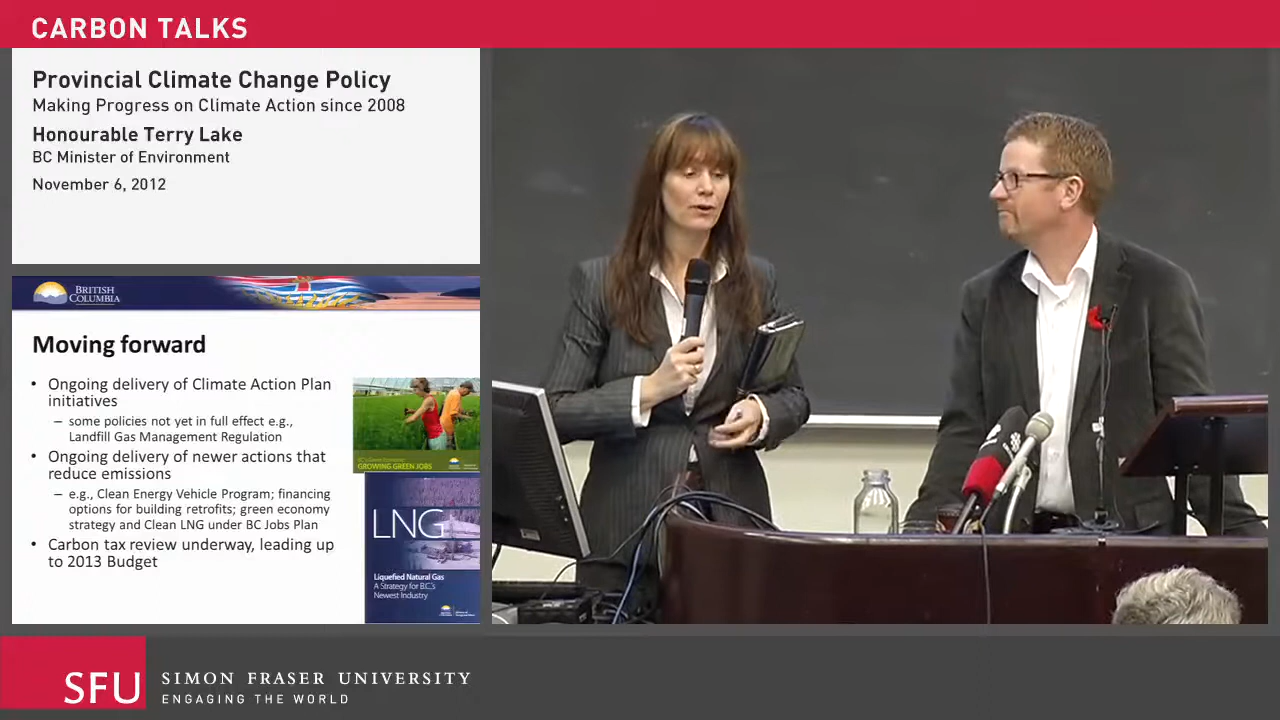 CARBON TALKS
Provincial Climate Change Policy
Making Progress on Climate Action since 2008
Honourable Terry Lake
BC Minister of Environment
November 6, 2012
BRITISH
COLUMBIA
Moving forward
• Ongoing delivery of Climate Action Plan
initiatives
– some policies not yet in full effect e.g.,
Landfill Gas Management Regulation
• Ongoing delivery of newer actions that
reduce emissions
– e.g., Clean Energy Vehicle Program; financing
options for building retrofits; green economy
strategy and Clean LNG under BC Jobs Plan
• Carbon tax review underway, leading up
to 2013 Budget
GROWING GREEN JOBS
LNG
Liquefied Natural Gas
A Strategy for B.C.'s
Newest Industry
SFU
SIMON FRASER UNIVERSITY
ENGAGING THE WORLD